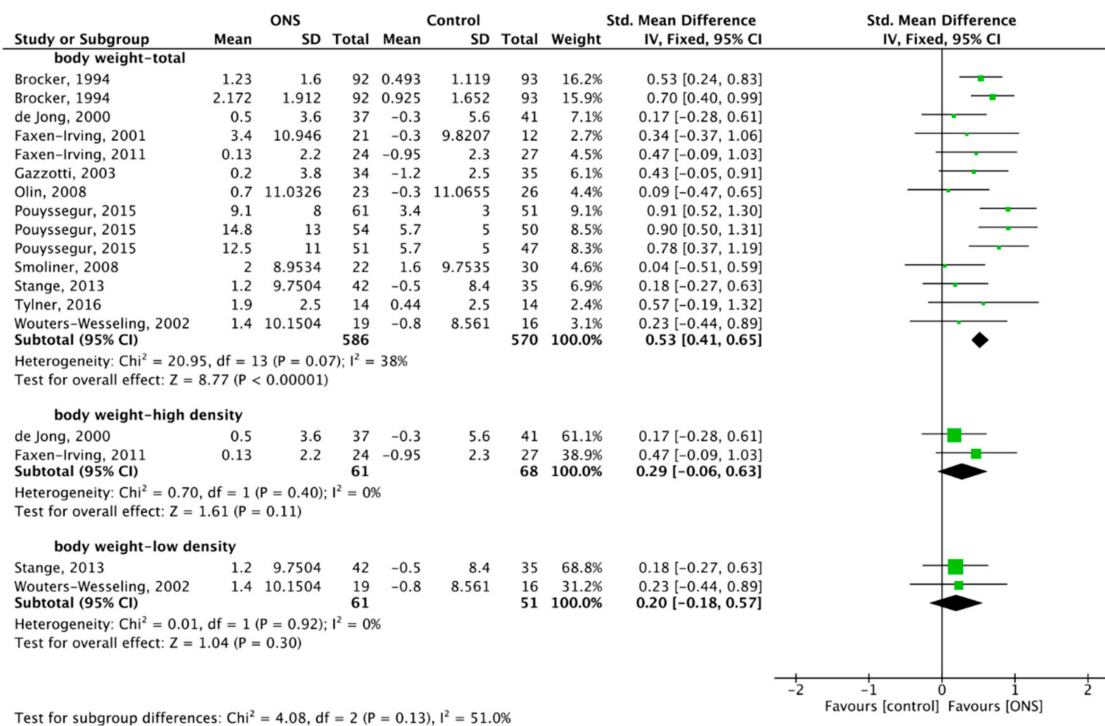 ONS Control Std. Mean Difference Std. Mean Difference
Study or Subgroup Mean SD Total Mean SD Total Weight IV, Fixed, 95% CI IV, Fixed, 95% CI
body weight-total
Brocker, 1994 1.23 1.6 92 0.493 1.119 93 16.2% 0.53 [0.24, 0.83]
Brocker, 1994 2.172 1.912 92 0.925 1.652 93 15.9% 0.70 [0.40, 0.99]
de Jong, 2000 0.5 3.6 37 -0.3 5.6 41 7.1% 0.17 [-0.28, 0.61]
Faxen-Irving, 2001 3.4 10.946 21 -0.3 9.8207 12 2.7% 0.34 [-0.37, 1.06]
Faxen-Irving, 2011 0.13 2.2 24 -0.95 2.3 27 4.5% 0.47 [-0.09, 1.03]
Gazzotti, 2003 0.2 3.8 34 -1.2 2.5 35 6.1% 0.43 [-0.05, 0.91]
Olin, 2008 0.7 11.0326 23 -0.3 11.0655 26 4.4% 0.09 [-0.47, 0.65]
Pouyssegur, 2015 9.1 8 61 3.4 3 51 9.1% 0.91 [0.52, 1.30]
Pouyssegur, 2015 14.8 13 54 5.7 5 50 8.5% 0.90 [0.50, 1.31]
Pouyssegur, 2015 12.5 11 51 5.7 5 47 8.3% 0.78 [0.37, 1.19]
Smoliner, 2008 2 8.9534 22 1.6 9.7535 30 4.6% 0.04 [-0.51, 0.59]
Stange, 2013 1.2 9.7504 42 -0.5 8.4 35 6.9% 0.18 [-0.27, 0.63]
Tylner, 2016 1.9 2.5 14 0.44 2.5 14 2.4% 0.57 [-0.19, 1.32]
Wouters-Wesseling, 2002 1.4 10.1504 19 -0.8 8.561 16 3.1% 0.23 [-0.44, 0.89]
Subtotal (95% CI) 586 570 100.0% 0.53 [0.41, 0.65]
Heterogeneity: Chi² = 20.95, df = 13 (P = 0.07); I² = 38%
Test for overall effect: Z = 8.77 (P < 0.00001)
body weight-high density
de Jong, 2000 0.5 3.6 37 -0.3 5.6 41 61.1% 0.17 [-0.28, 0.61]
Faxen-Irving, 2011 0.13 2.2 24 -0.95 2.3 27 38.9% 0.47 [-0.09, 1.03]
Subtotal (95% CI) 61 68 100.0% 0.29 [-0.06, 0.63]
Heterogeneity: Chi² = 0.70, df = 1 (P = 0.40); I² = 0%
Test for overall effect: Z = 1.61 (P = 0.11)
body weight-low density
Stange, 2013 1.2 9.7504 42 -0.5 8.4 35 68.8% 0.18 [-0.27, 0.63]
Wouters-Wesseling, 2002 1.4 10.1504 19 -0.8 8.561 16 31.2% 0.23 [-0.44, 0.89]
Subtotal (95% CI) 61 51 100.0% 0.20 [-0.18, 0.57]
Heterogeneity: Chi² = 0.01, df = 1 (P = 0.92); I² = 0%
Test for overall effect: Z = 1.04 (P = 0.30)
-2 -1 0 1 2
Favours [control] Favours [ONS]
Test for subgroup differences: Chi² = 4.08, df = 2 (P = 0.13), I² = 51.0%